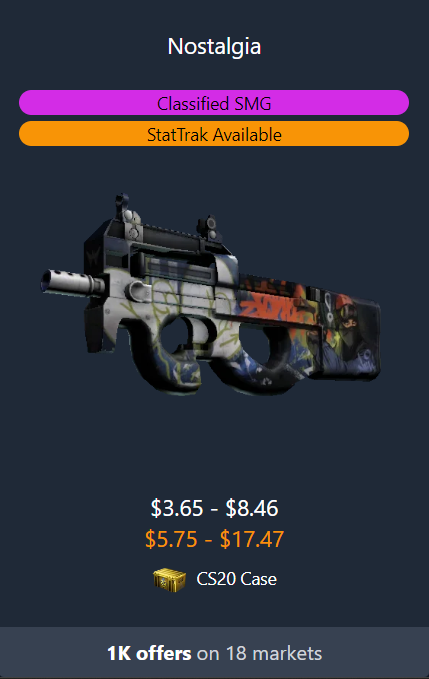 Nostalgia
Classified SMG
StatTrak Available
$3.65 - $8.46
$5.75 - $17.47
CS20 Case
1K offers on 18 markets